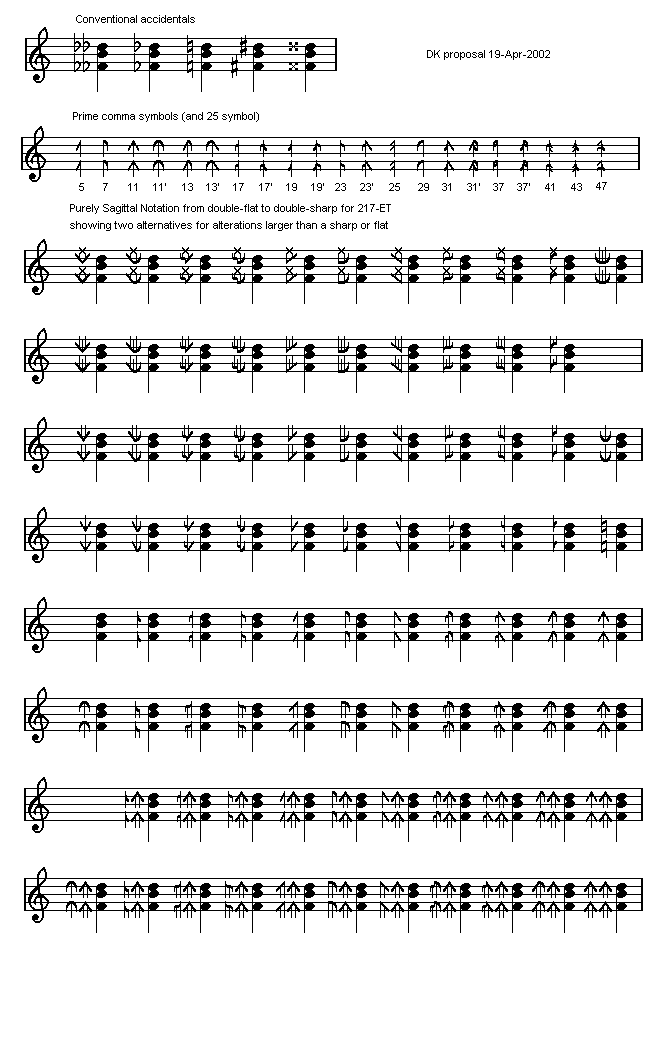 Conventional accidentals
DK proposal 19-Apr-2002
Prime comma symbols (and 25 symbol)
5 7 11 11' 13 13' 17 17' 19 19' 23 23' 25 29 31 31' 37 37' 41 43 47
Purely Sagittal Notation from double-flat to double-sharp for 217-ET
showing two alternatives for alterations larger than a sharp or flat